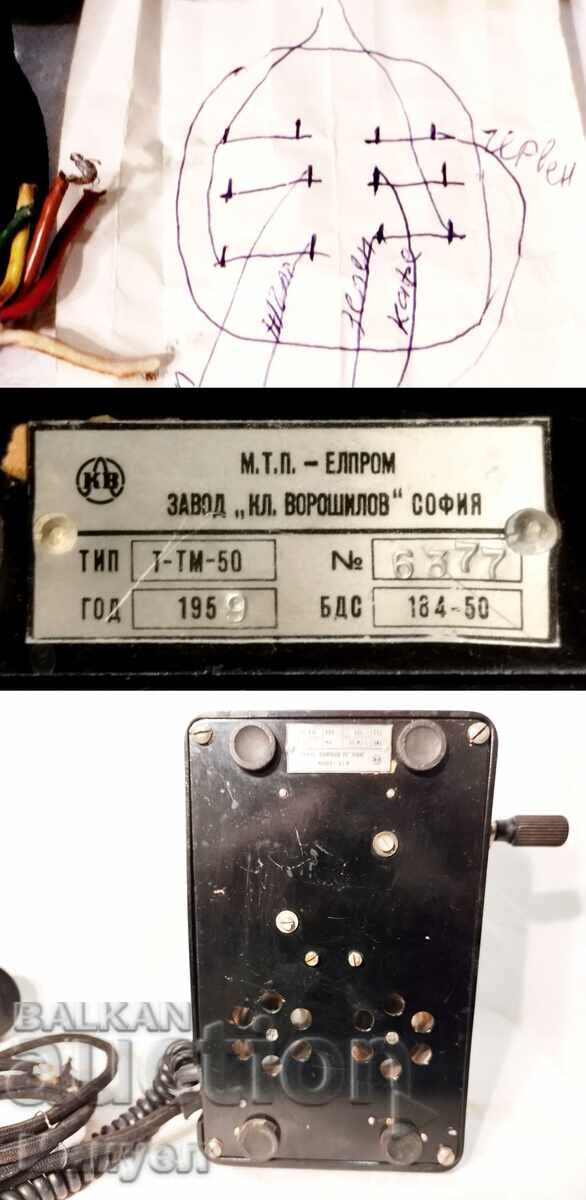 червен
жълт
зелен
кафе
КВ
М.Т.П. – ЕЛПРОМ
ЗАВОД „КЛ. ВОРОШИЛОВ“ СОФИЯ
ТИП Т-ТМ-50 № 6377
ГОД 1959 БДС 184-50
BALKAN
auction